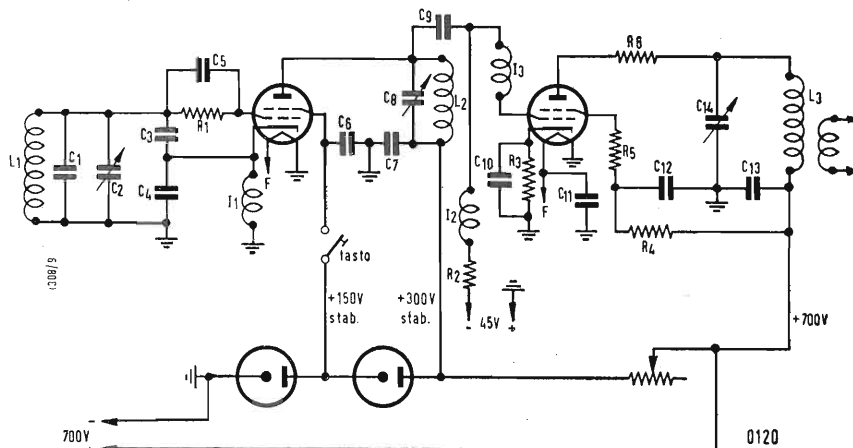 C9
C5
L1
C1
C2
C3
R1
C4
I1
F
C6
C7
C8
L2
I3
R6
C14
L3
C10
R3
F
C11
R5
C12
C13
R4
I2
R2
tasto
+150V
stab.
+300V
stab.
- 45V +
+700V
700V
-
0120